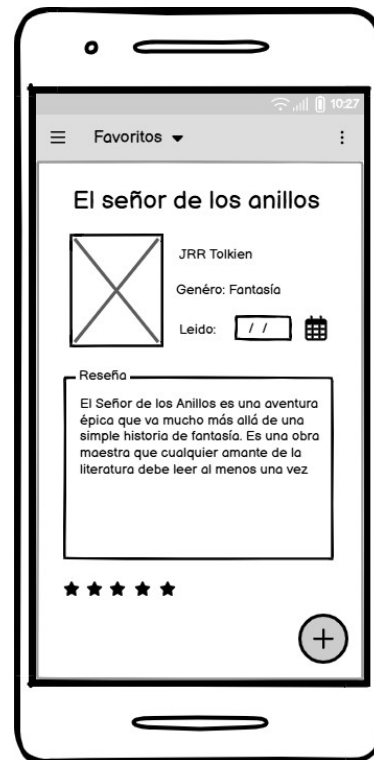 10:27
Favoritos
El señor de los anillos
JRR Tolkien
Genéro: Fantasía
Leido: / /
Reseña
El Señor de los Anillos es una aventura
épica que va mucho más allá de una
simple historia de fantasía. Es una obra
maestra que cualquier amante de la
literatura debe leer al menos una vez